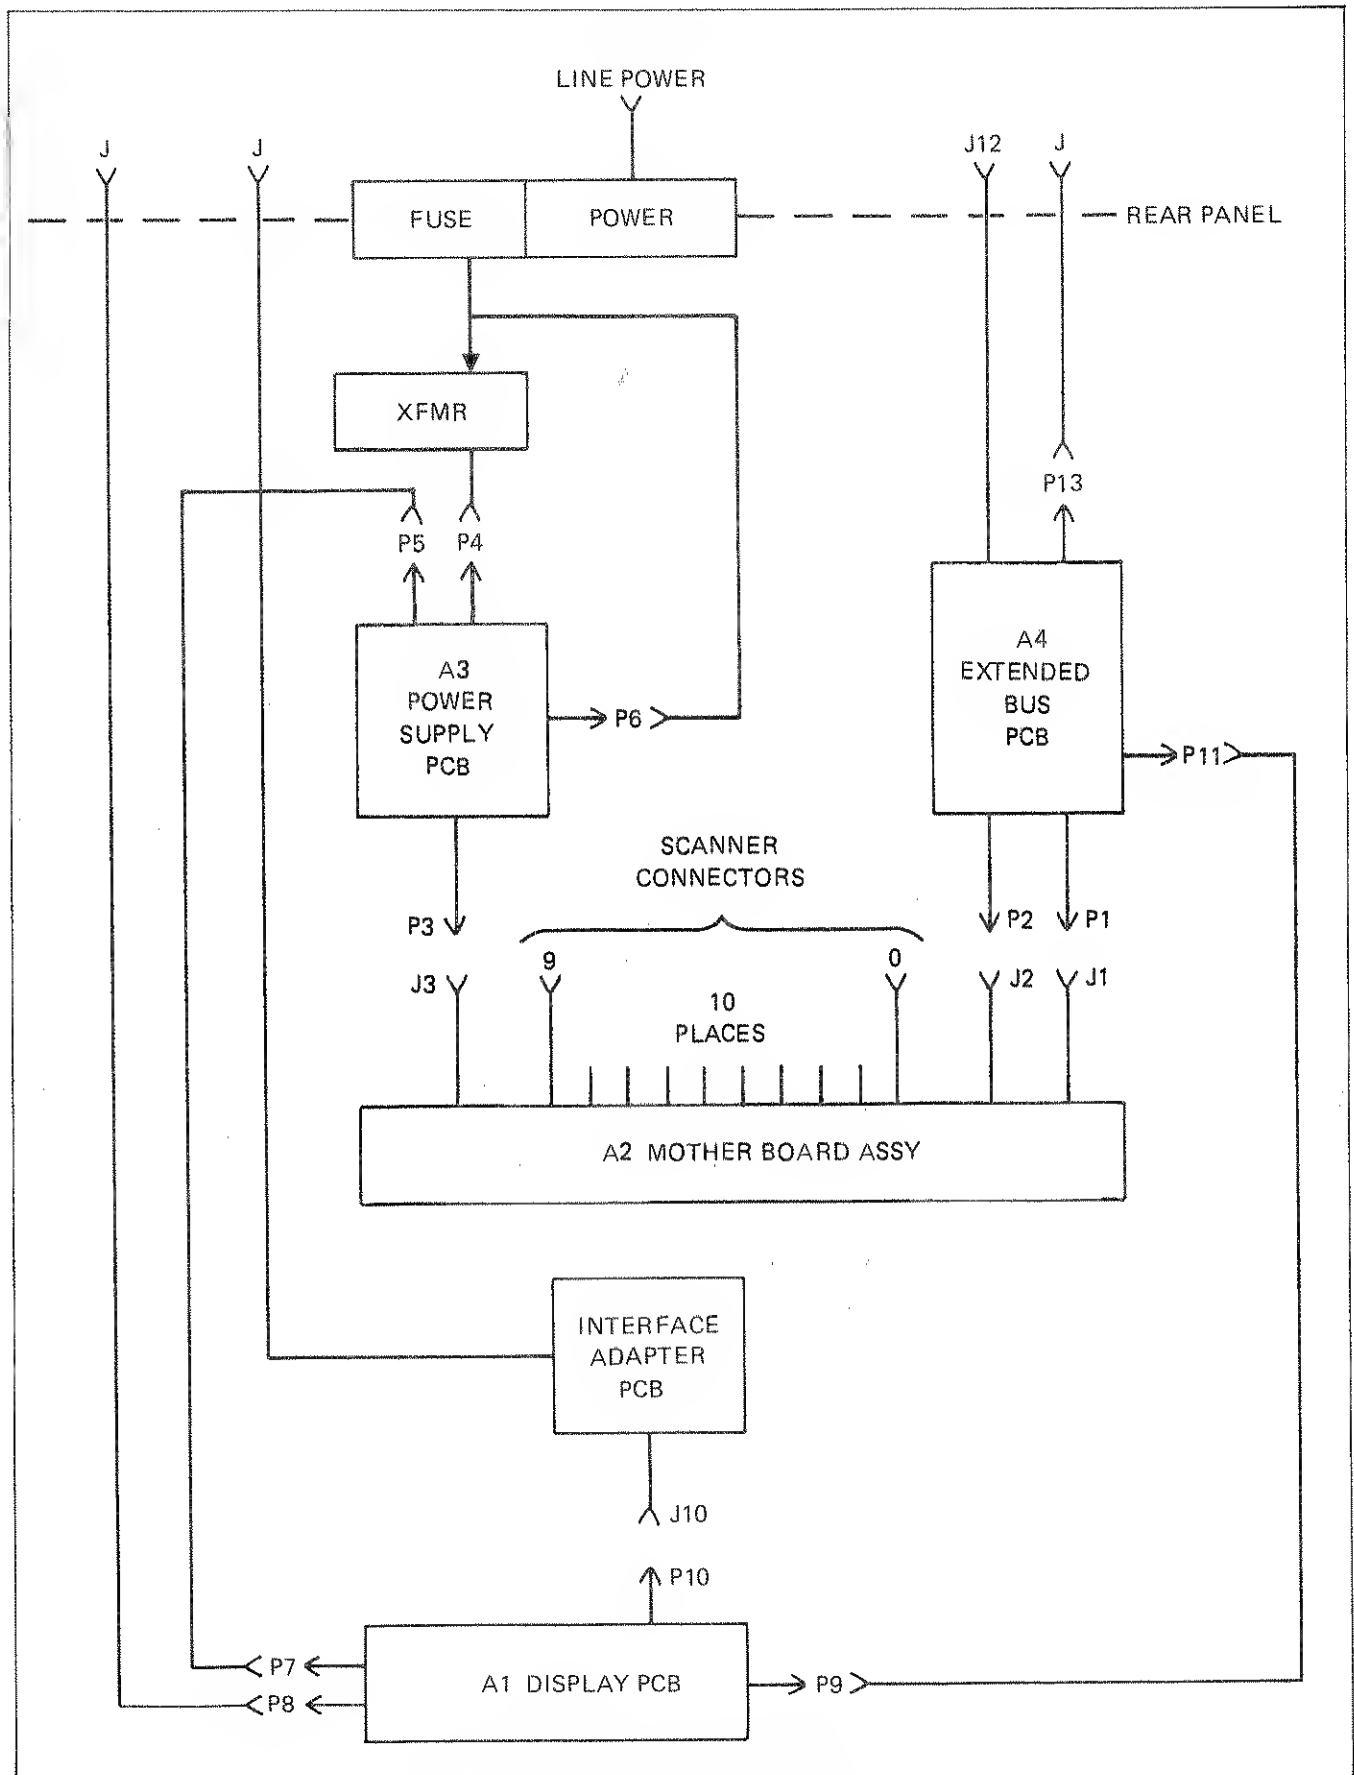 LINE POWER
J
J
J12
J
FUSE
POWER
REAR PANEL
XFMR
P13
P5
P4
A3
POWER
SUPPLY
PCB
P6
A4
EXTENDED
BUS
PCB
P11
SCANNER
CONNECTORS
P3
P2
P1
9
0
J3
10
PLACES
J2
J1
A2 MOTHER BOARD ASSY
INTERFACE
ADAPTER
PCB
J10
P10
P7
A1 DISPLAY PCB
P9
P8